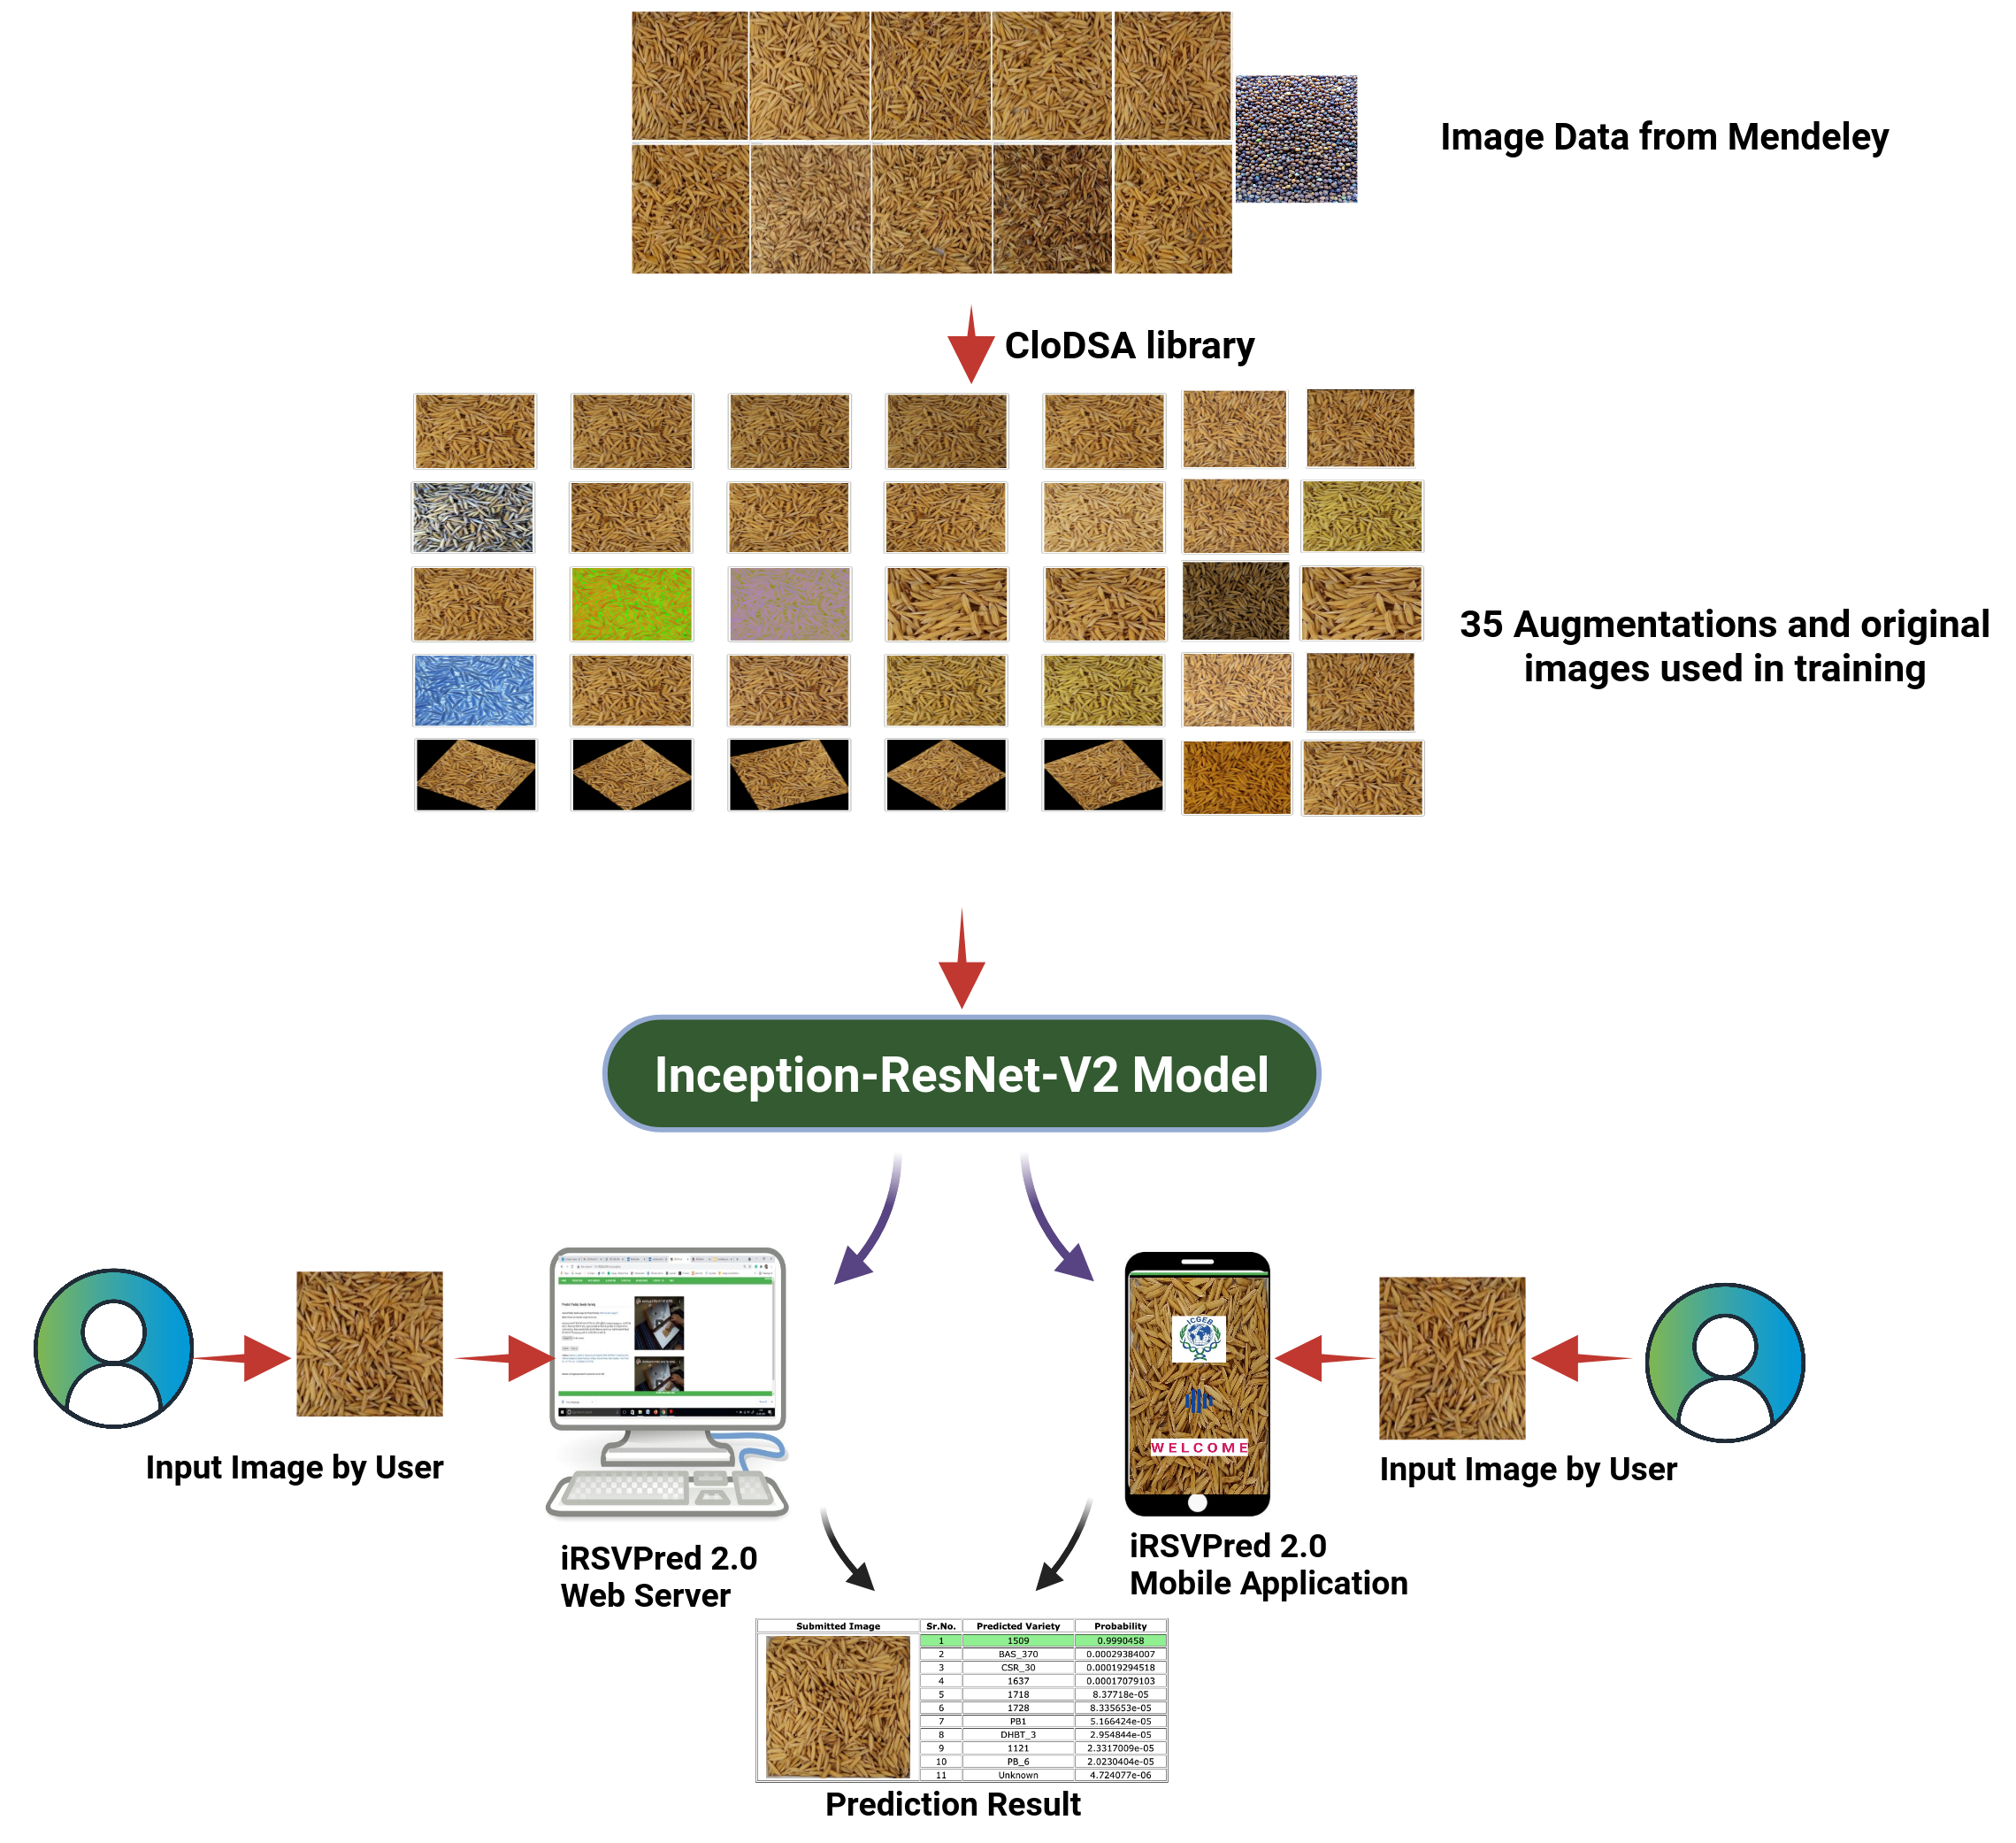 Image Data from Mendeley
CloDSA library
35 Augmentations and original
images used in training
Inception-ResNet-V2 Model
Input Image by User
iRSVPred 2.0
Web Server
ICGEB
WELCOME
iRSVPred 2.0
Mobile Application
Input Image by User
Submitted Image Sr.No. Predicted Variety Probability
1 1509 0.9990458
2 BAS_370 0.00029384007
3 CSR_30 0.00019294518
4 1637 0.00017079103
5 1718 8.37718e-05
6 1728 8.335653e-05
7 PB1 5.166424e-05
8 DHBT_3 2.954844e-05
9 1121 2.3317009e-05
10 PB_6 2.0230404e-05
11 Unknown 4.724077e-06
Prediction Result